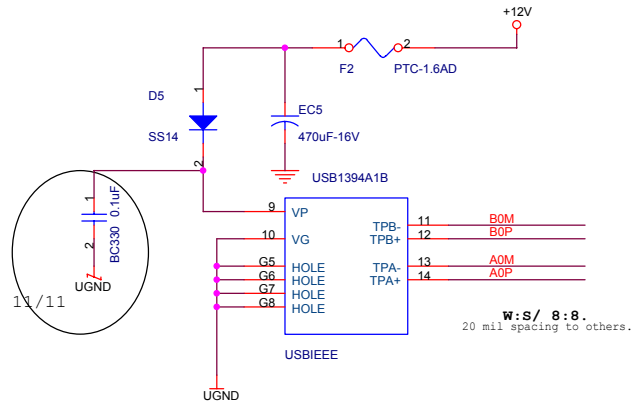 +12V
1
2
F2
PTC-1.6AD
D5
1
SS14
2
EC5
470uF-16V
USB1394A1B
1
2
BC330 0.1uF
UGND
11/11
9
VP
10
VG
G5
HOLE
G6
HOLE
G7
HOLE
G8
HOLE
TPB-
11
B0M
TPB+
12
B0P
TPA-
13
A0M
TPA+
14
A0P
USBIEEE
W:S/ 8:8.
20 mil spacing to others.
UGND